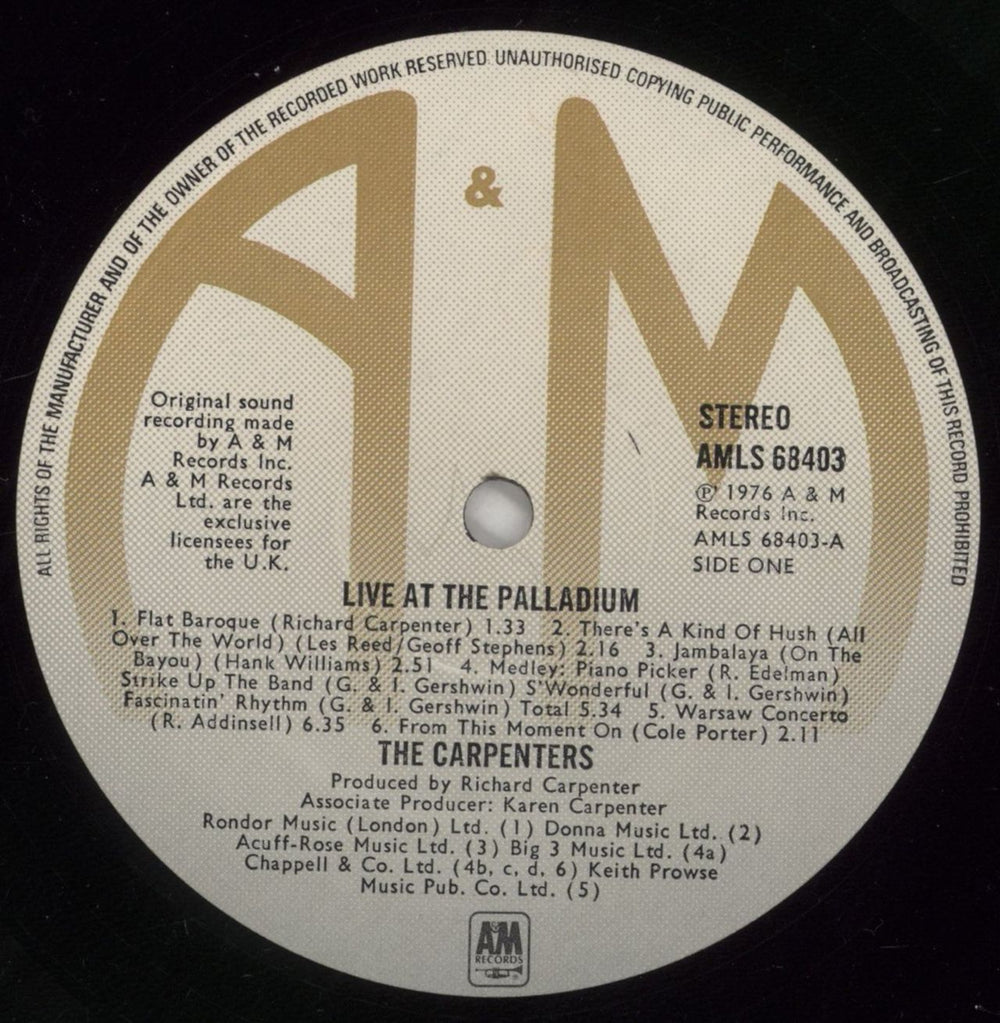 ALL RIGHTS OF THE MANUFACTURER AND OF THE OWNER OF THE RECORDED WORK RESERVED UNAUTHORISED COPYING PUBLIC PERFORMANCE AND BROADCASTING OF THIS RECORD PROHIBITED
A & M
Original sound
recording made
by A & M
Records Inc.
A & M Records
Ltd. are the
exclusive
licensees for
the U.K.
STEREO
AMLS 68403
℗ 1976 A & M
Records Inc.
AMLS 68403-A
SIDE ONE
LIVE AT THE PALLADIUM
1. Flat Baroque (Richard Carpenter) 1.33 2. There's A Kind Of Hush (All
Over The World) (Les Reed/Geoff Stephens) 2.16 3. Jambalaya (On The
Bayou) (Hank Williams) 2.51 4. Medley: Piano Picker (R. Edelman)
Strike Up The Band (G. & I. Gershwin) S'Wonderful (G. & I. Gershwin)
Fascinatin' Rhythm (G. & I. Gershwin) Total 5.34 5. Warsaw Concerto
(R. Addinsell) 6.35 6. From This Moment On (Cole Porter) 2.11
THE CARPENTERS
Produced by Richard Carpenter
Associate Producer: Karen Carpenter
Rondor Music (London) Ltd. (1) Donna Music Ltd. (2)
Acuff-Rose Music Ltd. (3) Big 3 Music Ltd. (4a)
Chappell & Co. Ltd. (4b, c, d, 6) Keith Prowse
Music Pub. Co. Ltd. (5)
A&M
RECORDS